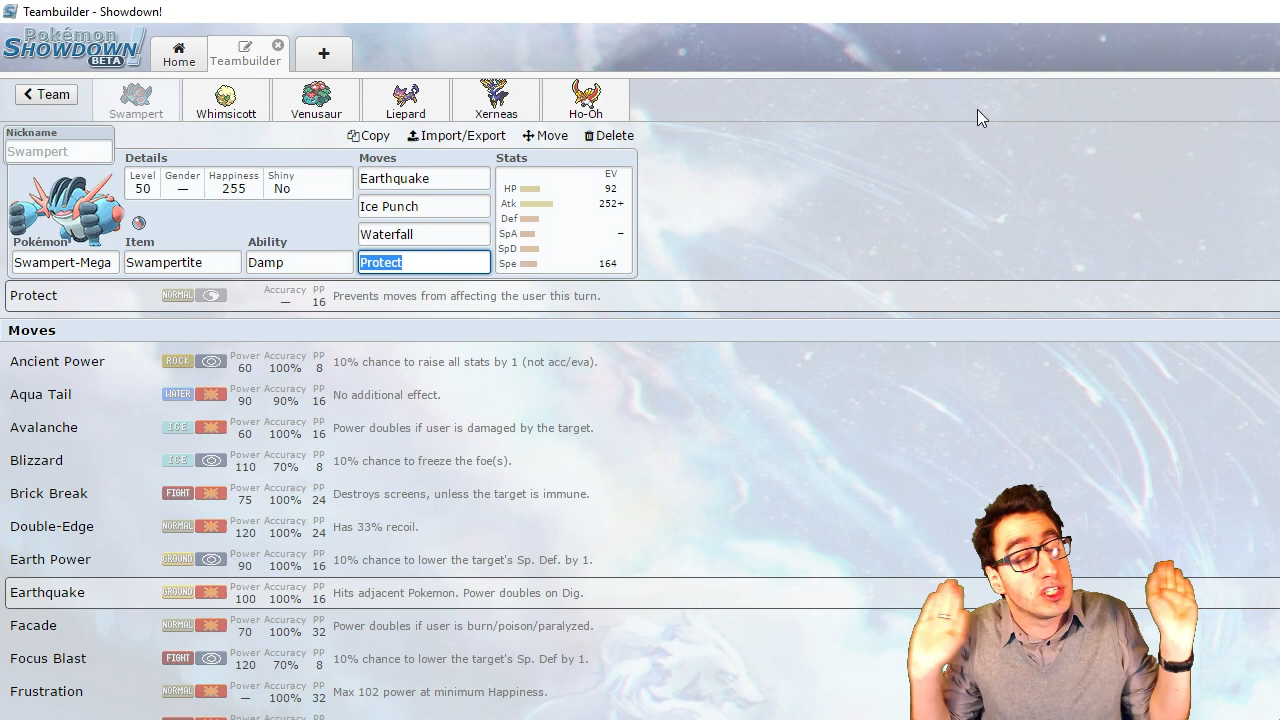 Teambuilder - Showdown!
Pokémon
SHOWDOWN!
BETA
Home
Teambuilder
+
Team
Swampert
Whimsicott
Venusaur
Liepard
Xerneas
Ho-Oh
Copy Import/Export Move Delete
Nickname
Swampert
Details
Level Gender Happiness Shiny
50 — 255 No
Pokémon Item Ability
Swampert-Mega Swampertite Damp
Moves
Earthquake
Ice Punch
Waterfall
Protect
Stats
EV
HP 92
Atk 252+
Def
SpA −
SpD
Spe 164
Accuracy PP
Protect NORMAL — 16 Prevents moves from affecting the user this turn.
Moves
Power Accuracy PP
Ancient Power ROCK 60 100% 8 10% chance to raise all stats by 1 (not acc/eva).
Power Accuracy PP
Aqua Tail WATER 90 90% 16 No additional effect.
Power Accuracy PP
Avalanche ICE 60 100% 16 Power doubles if user is damaged by the target.
Power Accuracy PP
Blizzard ICE 110 70% 8 10% chance to freeze the foe(s).
Power Accuracy PP
Brick Break FIGHT 75 100% 24 Destroys screens, unless the target is immune.
Power Accuracy PP
Double-Edge NORMAL 120 100% 24 Has 33% recoil.
Power Accuracy PP
Earth Power GROUND 90 100% 16 10% chance to lower the target's Sp. Def. by 1.
Power Accuracy PP
Earthquake GROUND 100 100% 16 Hits adjacent Pokemon. Power doubles on Dig.
Power Accuracy PP
Facade NORMAL 70 100% 32 Power doubles if user is burn/poison/paralyzed.
Power Accuracy PP
Focus Blast FIGHT 120 70% 8 10% chance to lower the target's Sp. Def by 1.
Power Accuracy PP
Frustration NORMAL — 100% 32 Max 102 power at minimum Happiness.
Power Accuracy PP